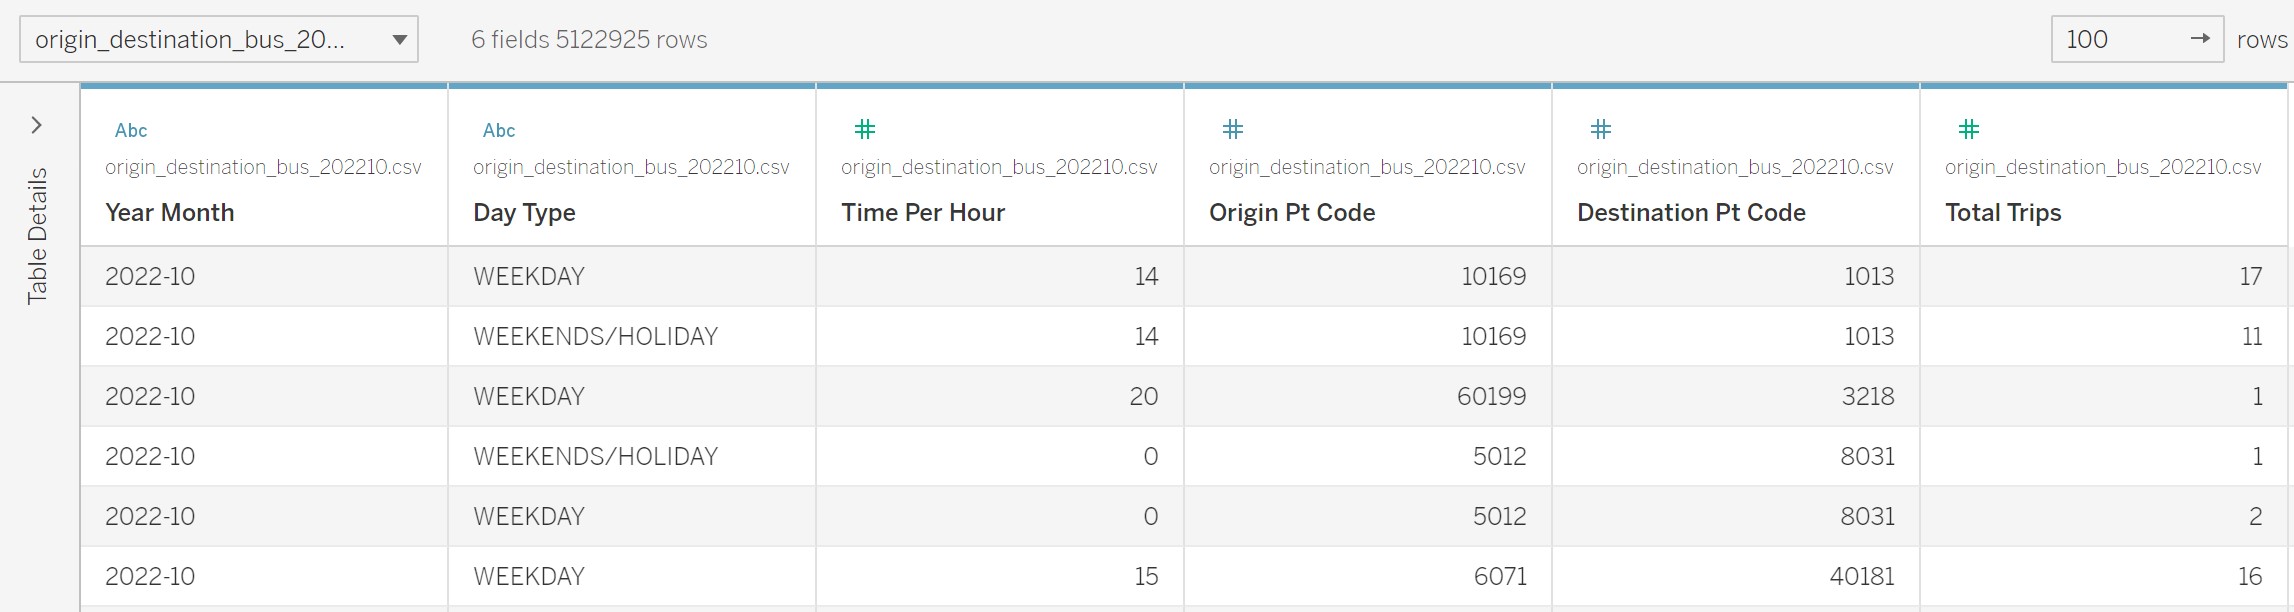 origin_destination_bus_20... 6 fields 5122925 rows 100 → rows
Table Details
Abc Abc # # # #
origin_destination_bus_202210.csv origin_destination_bus_202210.csv origin_destination_bus_202210.csv origin_destination_bus_202210.csv origin_destination_bus_202210.csv origin_destination_bus_202210.csv
Year Month Day Type Time Per Hour Origin Pt Code Destination Pt Code Total Trips
2022-10 WEEKDAY 14 10169 1013 17
2022-10 WEEKENDS/HOLIDAY 14 10169 1013 11
2022-10 WEEKDAY 20 60199 3218 1
2022-10 WEEKENDS/HOLIDAY 0 5012 8031 1
2022-10 WEEKDAY 0 5012 8031 2
2022-10 WEEKDAY 15 6071 40181 16